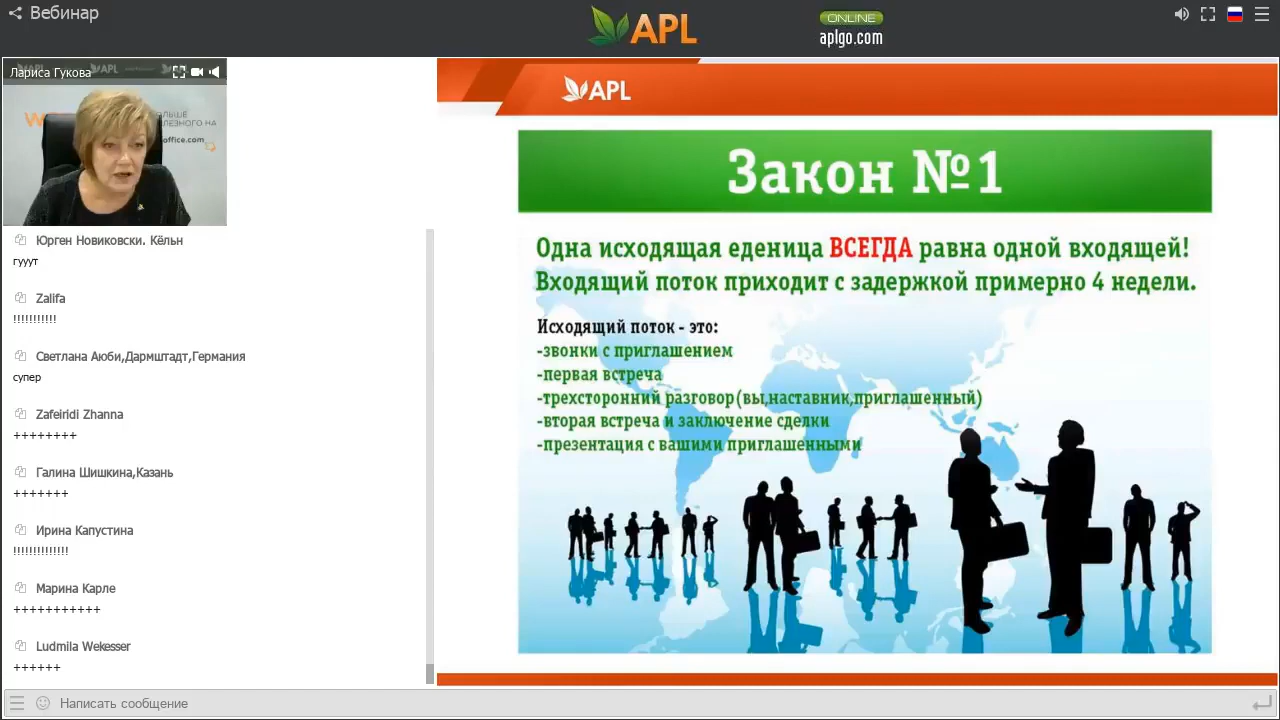 Вебинар
APL
ONLINE
aplgo.com
Лариса Гукова
office.com
Юрген Новиковски. Кёльн
гууут
Zalifa
!!!!!!!!!!!
Светлана Аюби,Дармштадт,Германия
супер
Zafeiridi Zhanna
++++++++
Галина Шишкина,Казань
+++++++
Ирина Капустина
!!!!!!!!!!!!!!
Марина Карле
+++++++++++
Ludmila Wekesser
++++++
Написать сообщение
APL
Закон №1
Одна исходящая еденица ВСЕГДА равна одной входящей!
Входящий поток приходит с задержкой примерно 4 недели.
Исходящий поток - это:
-звонки с приглашением
-первая встреча
-трехсторонний разговор(вы,наставник,приглашенный)
-вторая встреча и заключение сделки
-презентация с вашими приглашенными